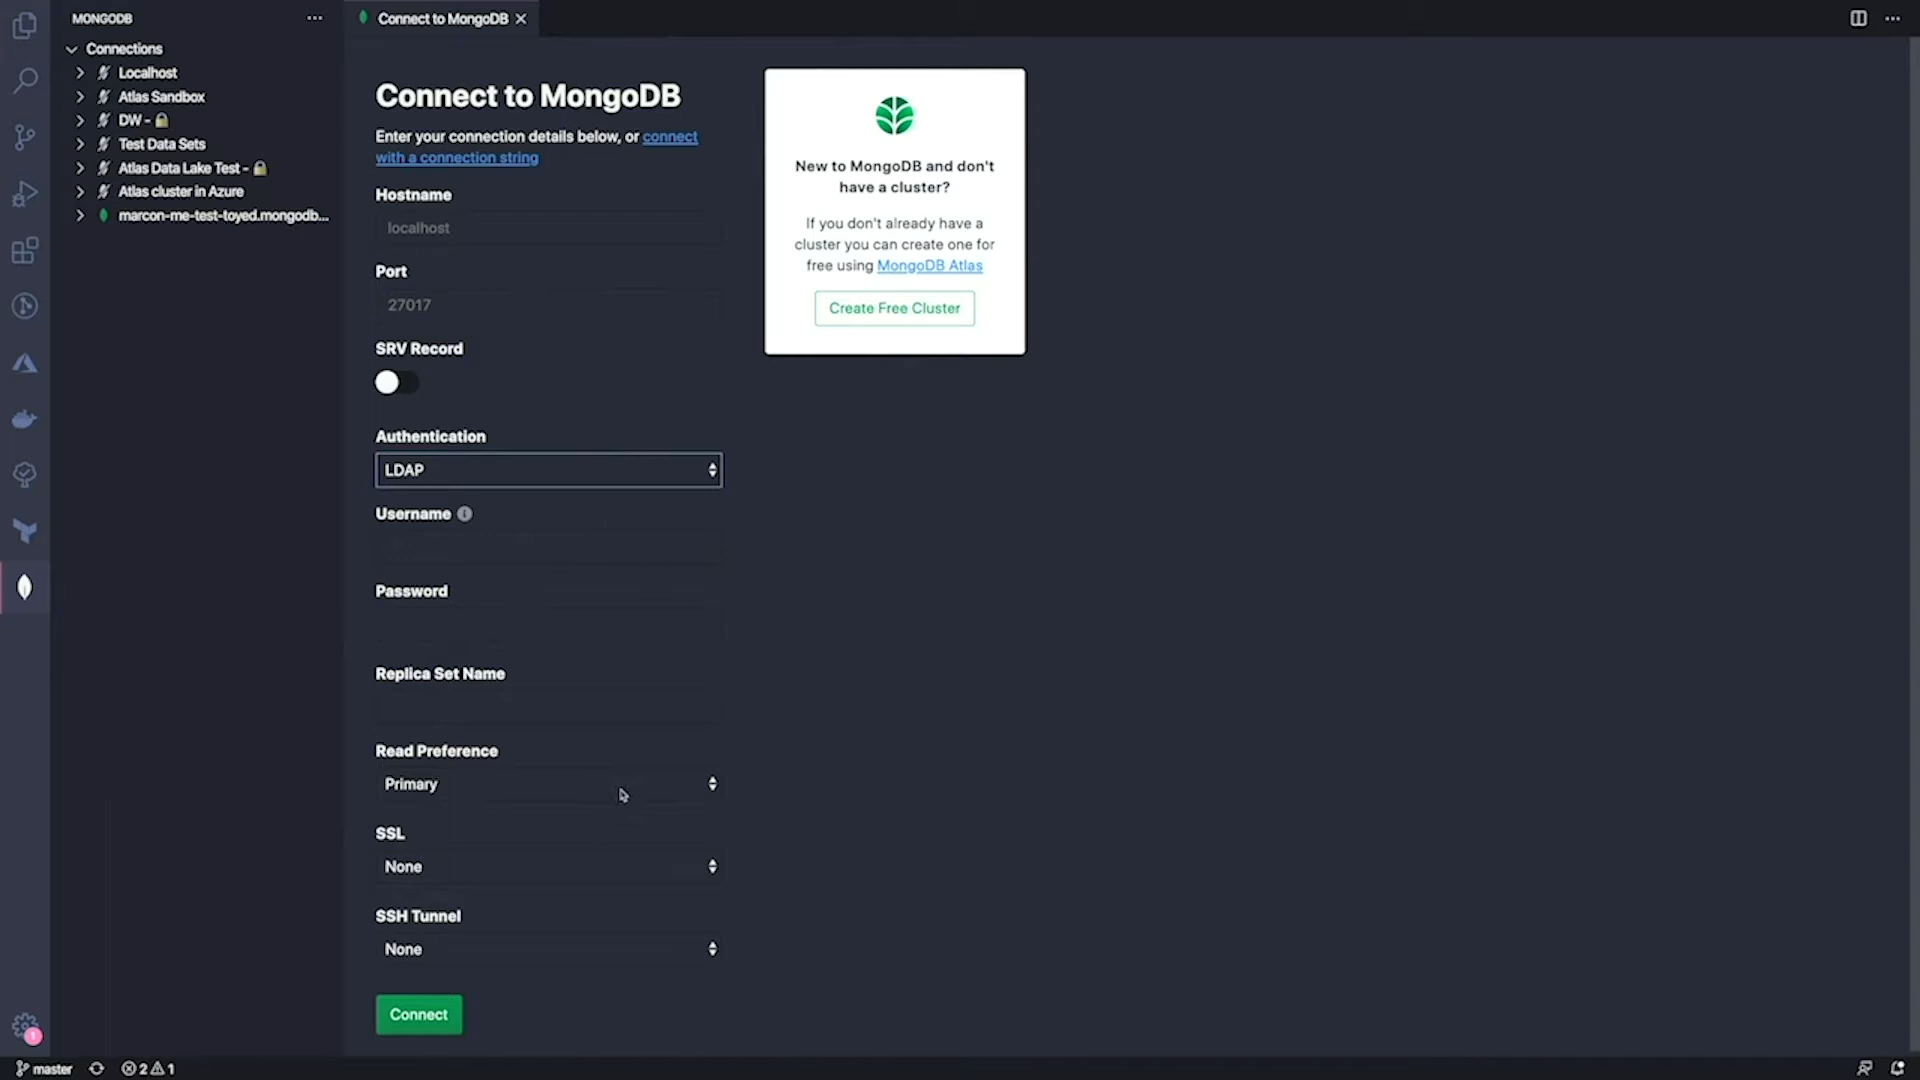 MONGODB
Connections
Localhost
Atlas Sandbox
DW -
Test Data Sets
Atlas Data Lake Test -
Atlas cluster in Azure
marcon-me-test-toyed.mongodb...
Connect to MongoDB
Connect to MongoDB
Enter your connection details below, or connect
with a connection string
Hostname
localhost
Port
27017
SRV Record
Authentication
LDAP
Username
Password
Replica Set Name
Read Preference
Primary
SSL
None
SSH Tunnel
None
Connect
New to MongoDB and don't
have a cluster?
If you don't already have a
cluster you can create one for
free using MongoDB Atlas
Create Free Cluster
1
master
2
1